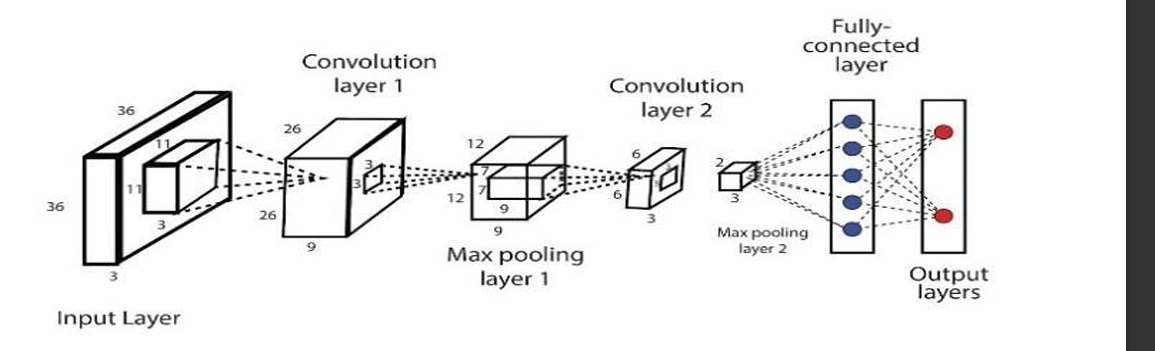 Fully-
connected
layer
Convolution
layer 1
Convolution
layer 2
36
36
3
11
11
3
26
26
9
3
3
12
12
9
7
7
9
6
6
3
2
3
Max pooling
layer 1
Max pooling
layer 2
Input Layer
Output
layers